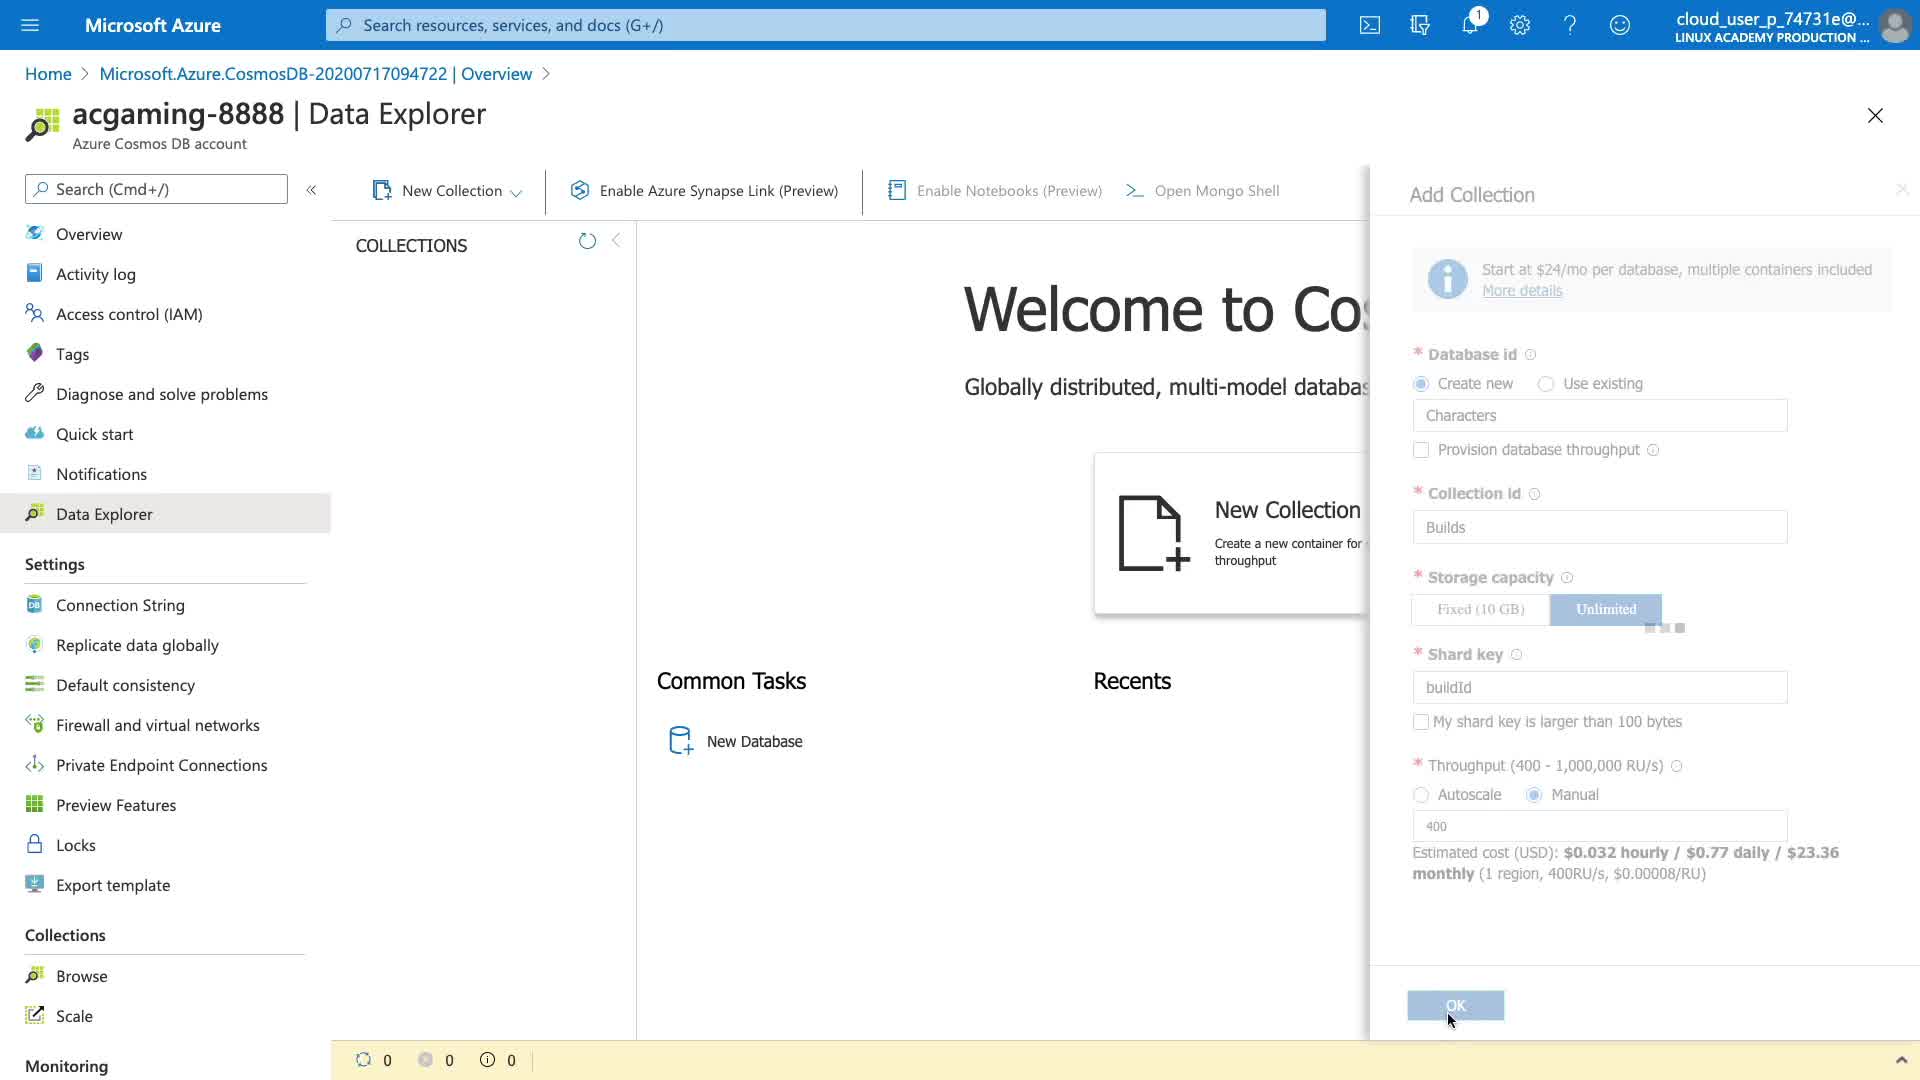 Microsoft Azure
Search resources, services, and docs (G+/)
1
cloud_user_p_74731e@...
LINUX ACADEMY PRODUCTION ...
Home > Microsoft.Azure.CosmosDB-20200717094722 | Overview >
acgaming-8888 | Data Explorer
Azure Cosmos DB account
Search (Cmd+/)
«
Overview
Activity log
Access control (IAM)
Tags
Diagnose and solve problems
Quick start
Notifications
Data Explorer
Settings
Connection String
Replicate data globally
Default consistency
Firewall and virtual networks
Private Endpoint Connections
Preview Features
Locks
Export template
Collections
Browse
Scale
Monitoring
New Collection
Enable Azure Synapse Link (Preview)
Enable Notebooks (Preview)
Open Mongo Shell
COLLECTIONS
Welcome to Cos
Globally distributed, multi-model databas
New Collection
Create a new container for
throughput
Common Tasks
Recents
New Database
Add Collection
Start at $24/mo per database, multiple containers included
More details
* Database id
Create new
Use existing
Characters
Provision database throughput
* Collection id
Builds
* Storage capacity
Fixed (10 GB)
Unlimited
* Shard key
buildId
My shard key is larger than 100 bytes
* Throughput (400 - 1,000,000 RU/s)
Autoscale
Manual
400
Estimated cost (USD): $0.032 hourly / $0.77 daily / $23.36
monthly (1 region, 400RU/s, $0.00008/RU)
OK
0
0
0